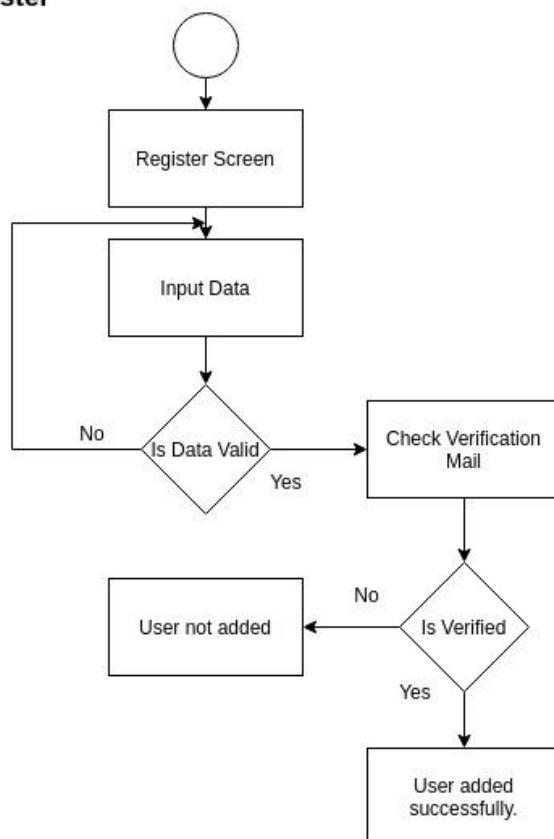 Register Screen
Input Data
No
Is Data Valid
Yes
Check Verification
Mail
No
User not added
Is Verified
Yes
User added
successfully.